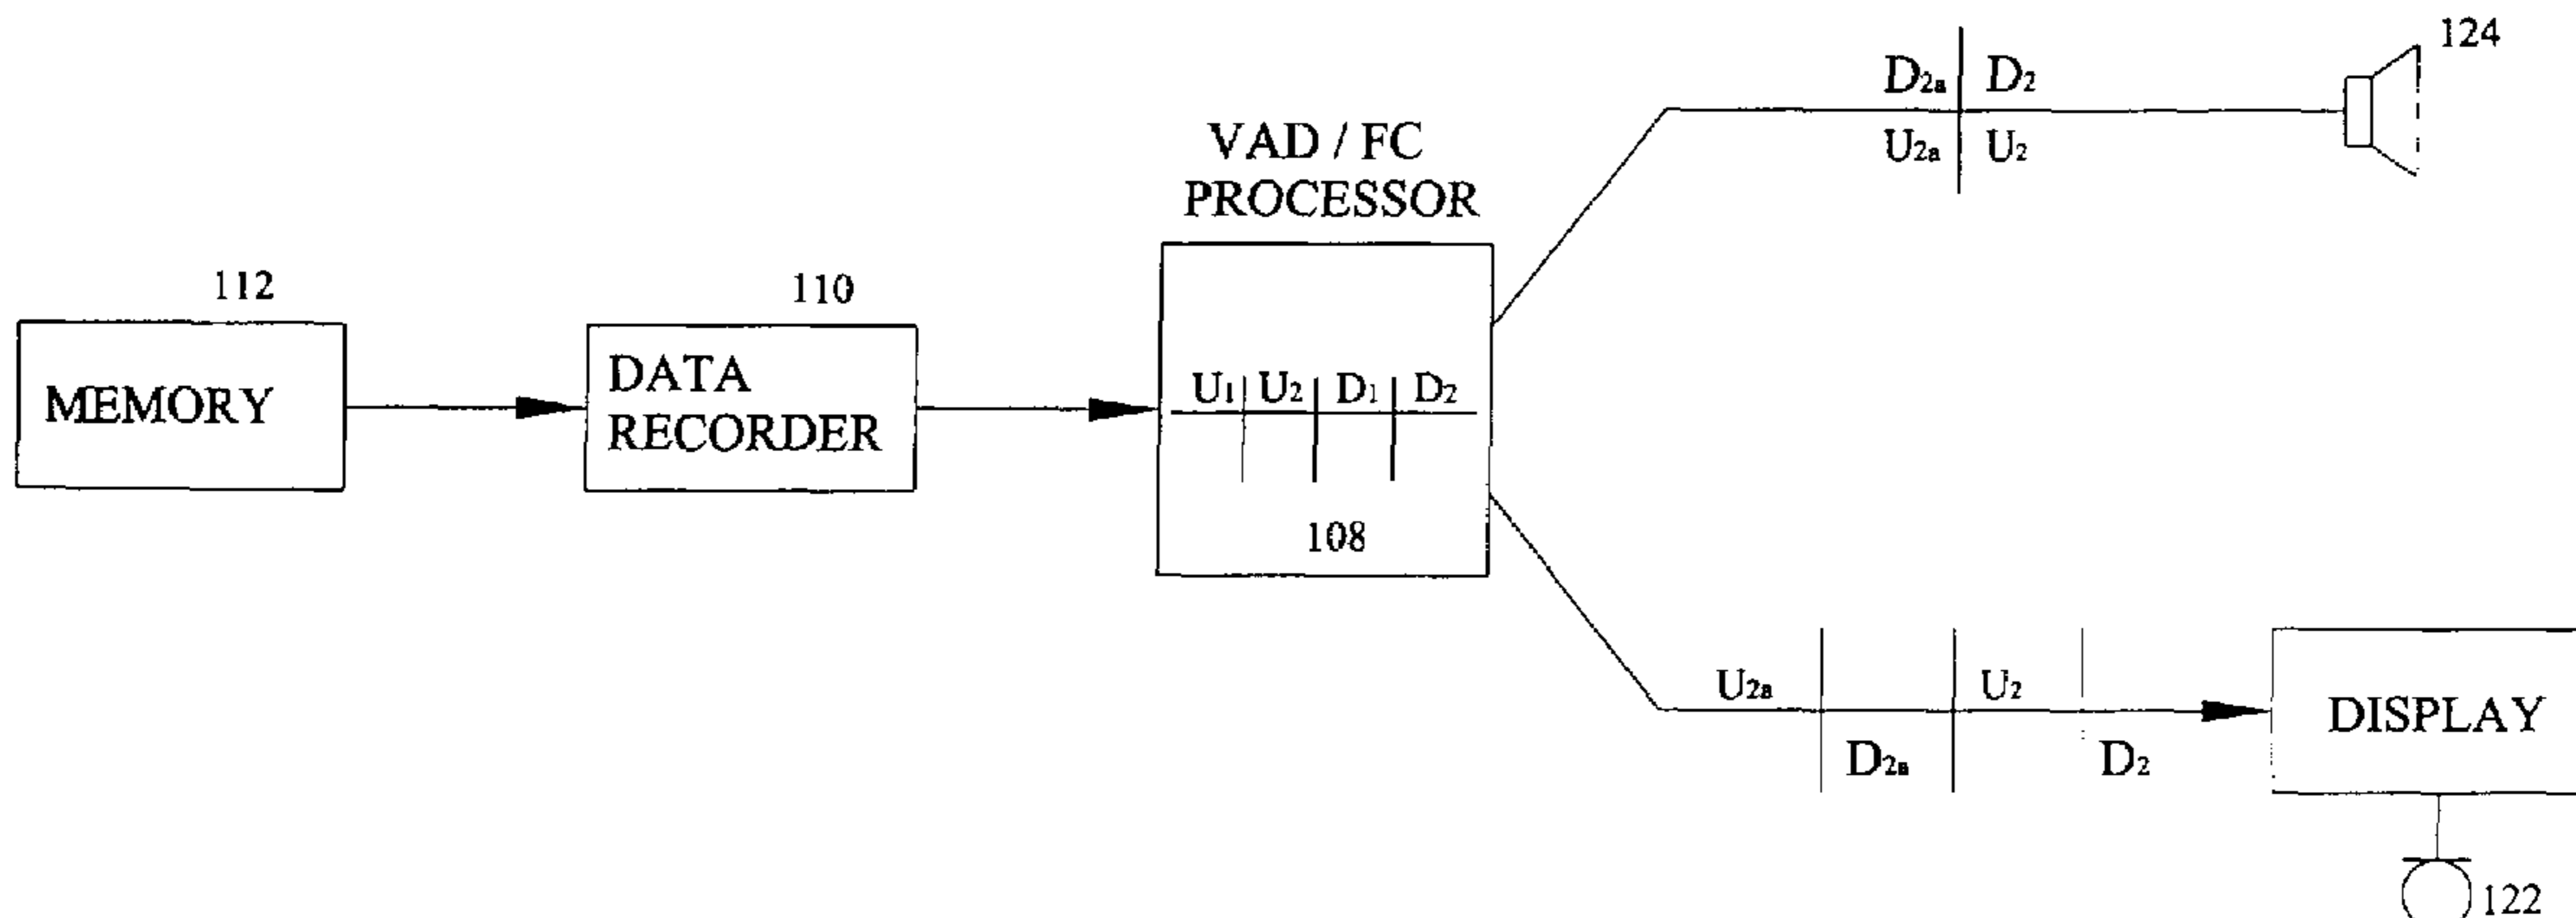 124
D2a D2
U2a U2
VAD / FC
PROCESSOR
112
110
MEMORY
DATA
RECORDER
U1 U2 D1 D2
108
U2a U2
D2a D2
DISPLAY
122